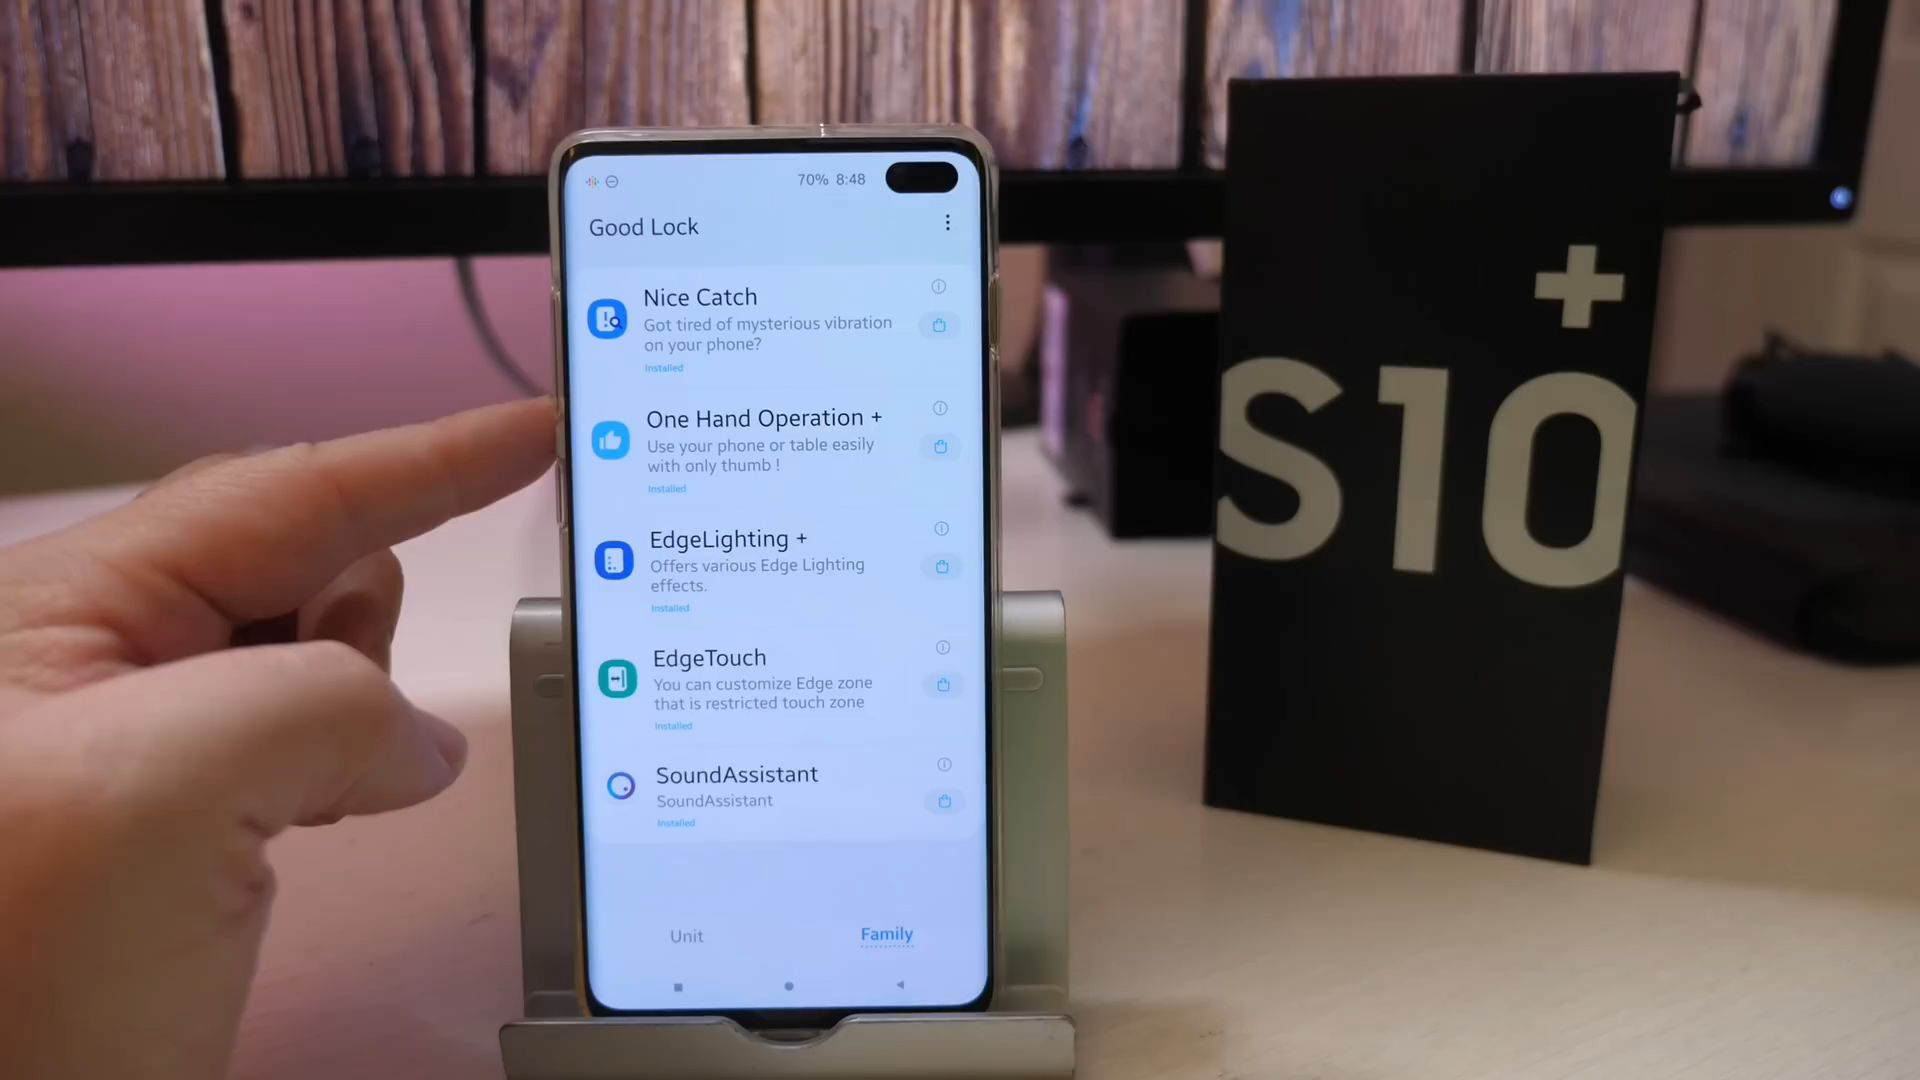 70% 8:48
Good Lock
Nice Catch
Got tired of mysterious vibration
on your phone?
Installed
One Hand Operation +
Use your phone or table easily
with only thumb !
Installed
EdgeLighting +
Offers various Edge Lighting
effects.
Installed
EdgeTouch
You can customize Edge zone
that is restricted touch zone
Installed
SoundAssistant
SoundAssistant
Installed
Unit Family
S10+